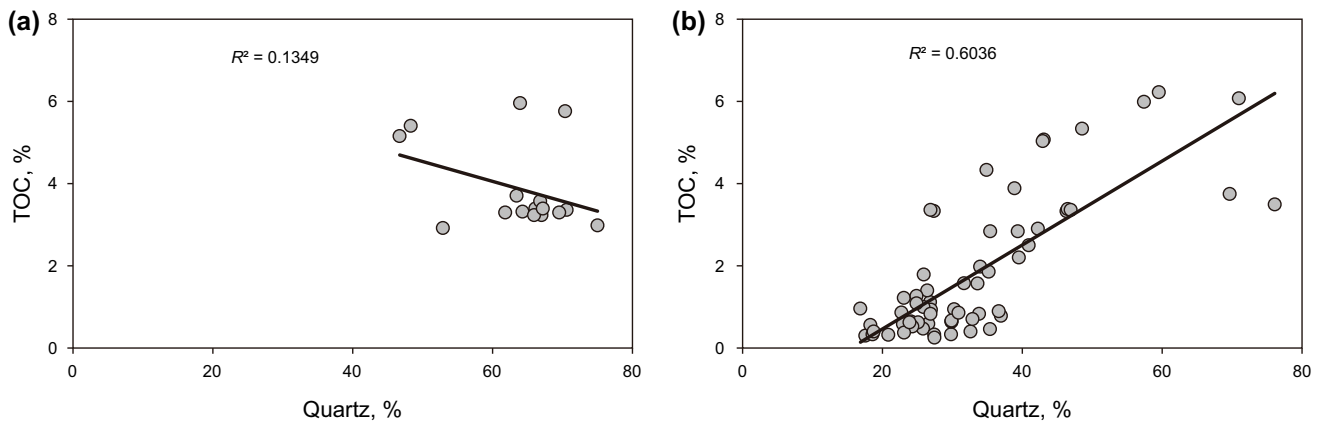 (a)
8
6
4
2
0
TOC, %
R² = 0.1349
0 20 40 60 80
Quartz, %
(b)
8
6
4
2
0
TOC, %
R² = 0.6036
0 20 40 60 80
Quartz, %